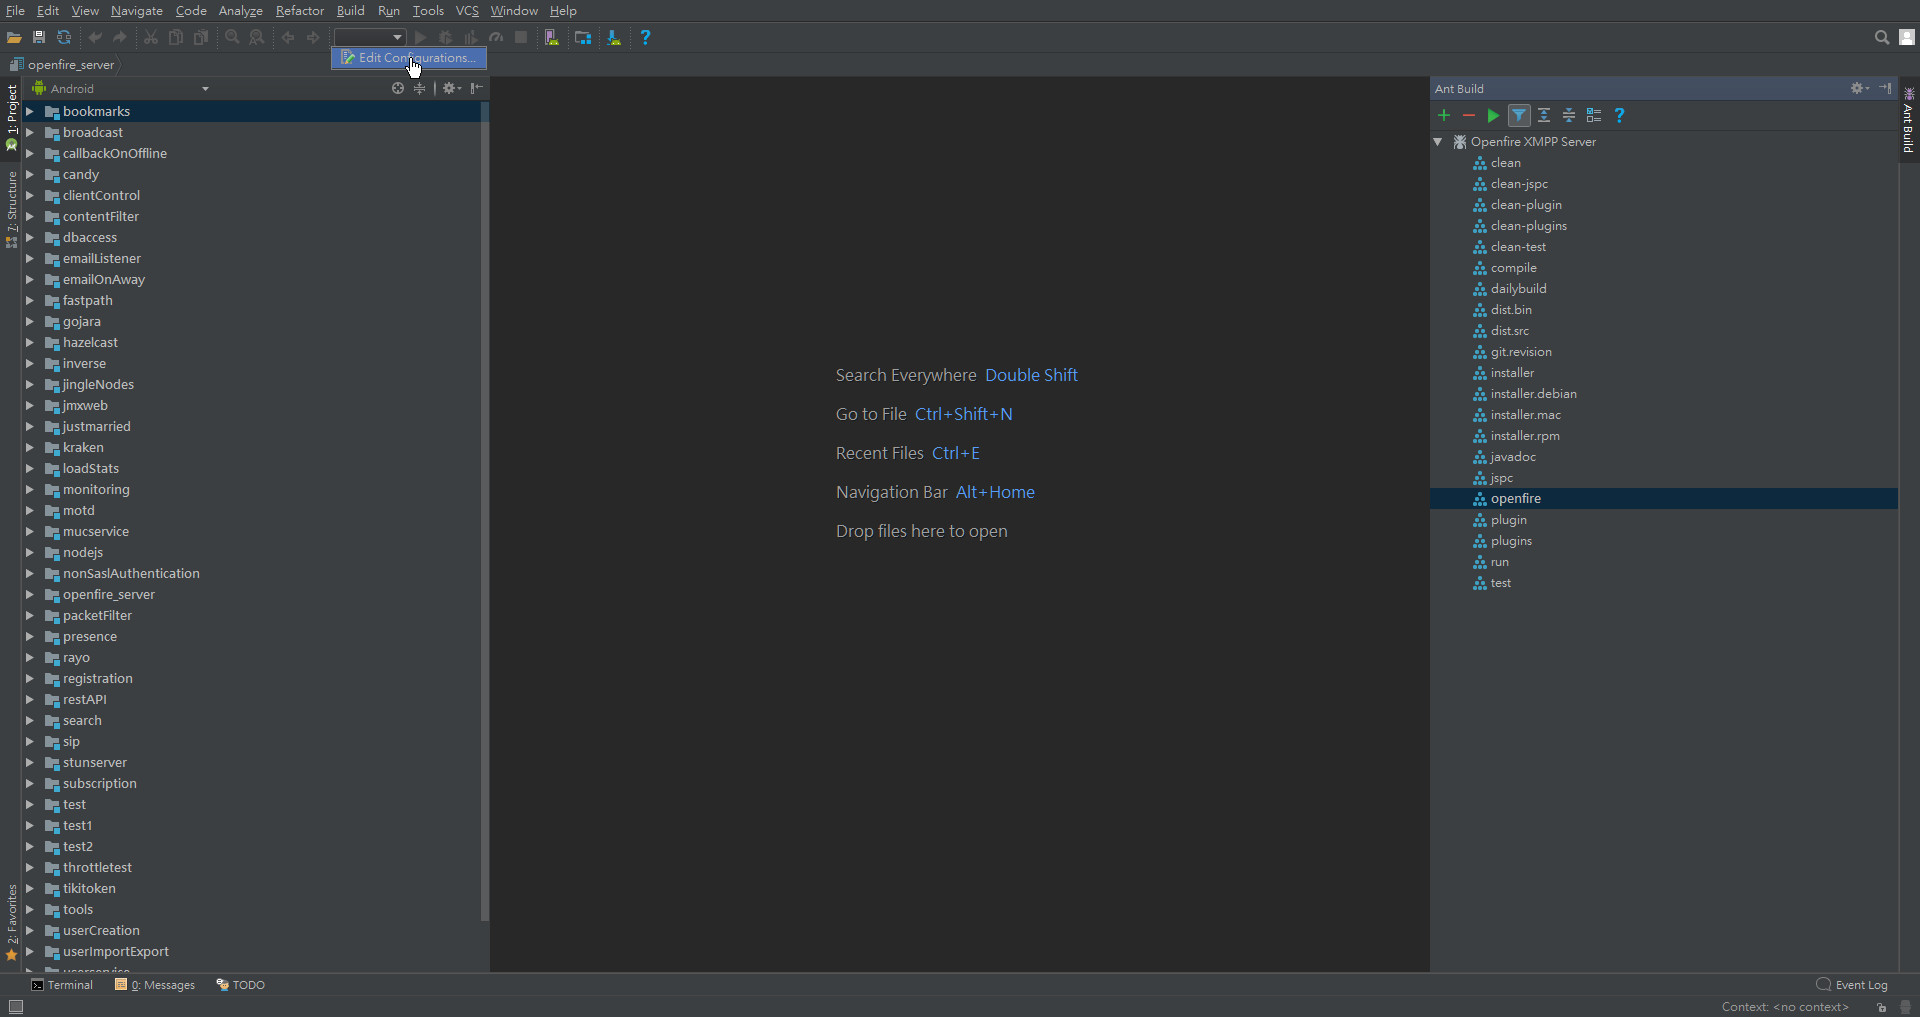 File Edit View Navigate Code Analyze Refactor Build Run Tools VCS Window Help
Edit Configurations...
openfire_server
Android
1: Project
7: Structure
2: Favorites
bookmarks
broadcast
callbackOnOffline
candy
clientControl
contentFilter
dbaccess
emailListener
emailOnAway
fastpath
gojara
hazelcast
inverse
jingleNodes
jmxweb
justmarried
kraken
loadStats
monitoring
motd
mucservice
nodejs
nonSaslAuthentication
openfire_server
packetFilter
presence
rayo
registration
restAPI
search
sip
stunserver
subscription
test
test1
test2
throttletest
tikitoken
tools
userCreation
userImportExport
userservice
Search Everywhere Double Shift
Go to File Ctrl+Shift+N
Recent Files Ctrl+E
Navigation Bar Alt+Home
Drop files here to open
Ant Build
Openfire XMPP Server
clean
clean-jspc
clean-plugin
clean-plugins
clean-test
compile
dailybuild
dist.bin
dist.src
git.revision
installer
installer.debian
installer.mac
installer.rpm
javadoc
jspc
openfire
plugin
plugins
run
test
Ant Build
Terminal 0: Messages TODO
Event Log
Context: <no context>